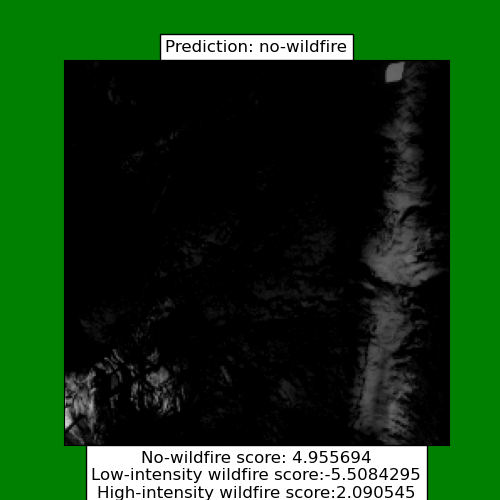 Prediction: no-wildfire
No-wildfire score: 4.955694
Low-intensity wildfire score:-5.5084295
High-intensity wildfire score:2.090545